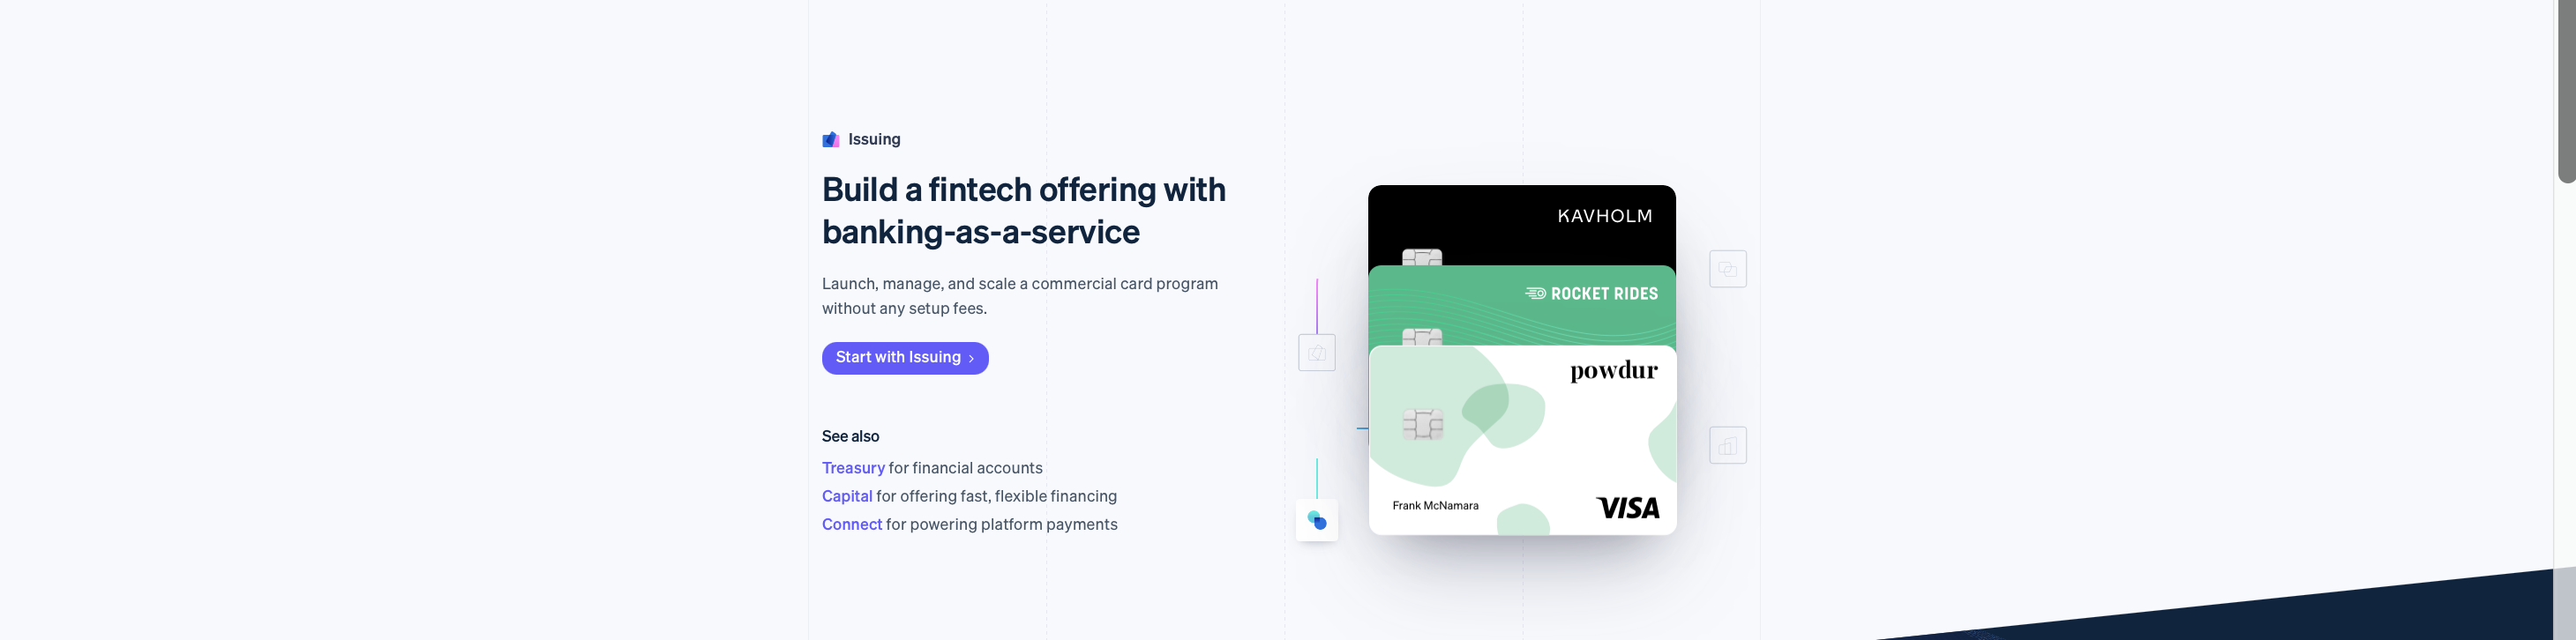 Issuing
Build a fintech offering with
banking-as-a-service
Launch, manage, and scale a commercial card program
without any setup fees.
Start with Issuing
See also
Treasury for financial accounts
Capital for offering fast, flexible financing
Connect for powering platform payments
KAVHOLM
ROCKET RIDES
powdur
Frank McNamara
VISA